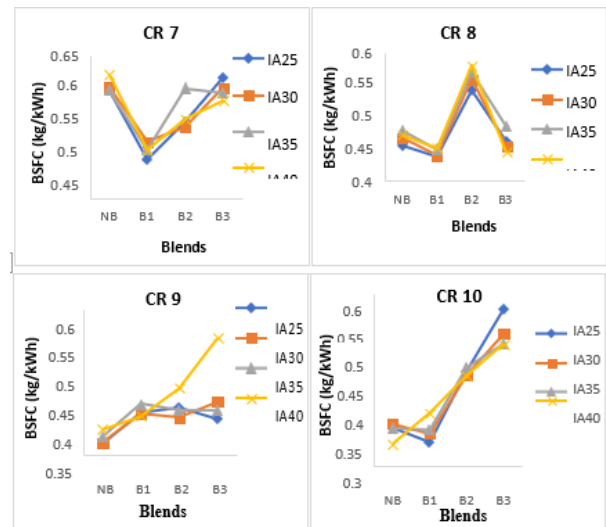 CR 7
BSFC (kg/kWh)
0.65
0.6
0.55
0.5
0.45
NB B1 B2 B3
Blends
IA25
IA30
IA35
IA40
CR 8
BSFC (kg/kWh)
0.6
0.55
0.5
0.45
0.4
NB B1 B2 B3
Blends
IA25
IA30
IA35
CR 9
BSFC (kg/kWh)
0.6
0.55
0.5
0.45
0.4
0.35
NB B1 B2 B3
Blends
IA25
IA30
IA35
IA40
CR 10
BSFC (kg/kWh)
0.6
0.55
0.5
0.45
0.4
0.35
0.3
NB B1 B2 B3
Blends
IA25
IA30
IA35
IA40